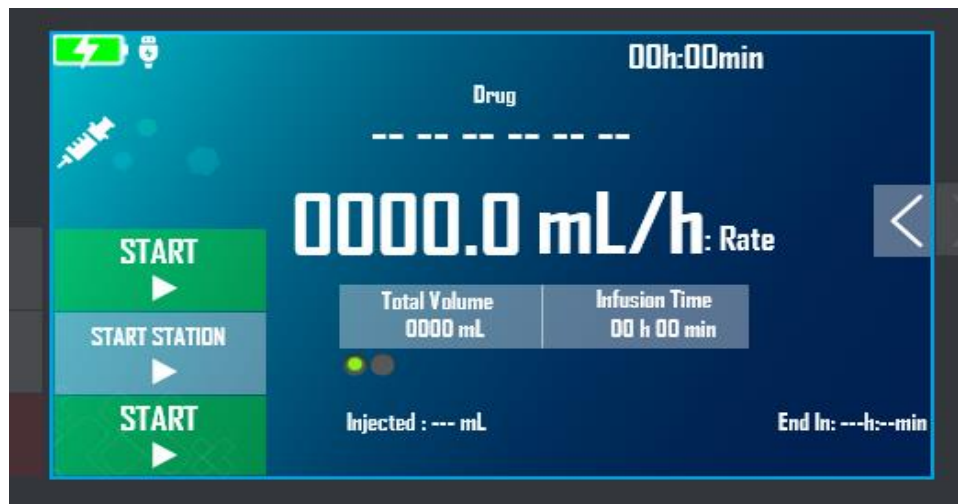 00h:00min
Drug
-- -- -- -- -- --
0000.0 mL/h: Rate
START
Total Volume
0000 mL
Infusion Time
00 h 00 min
START STATION
START
Injected : --- mL
End In: ---h:--min